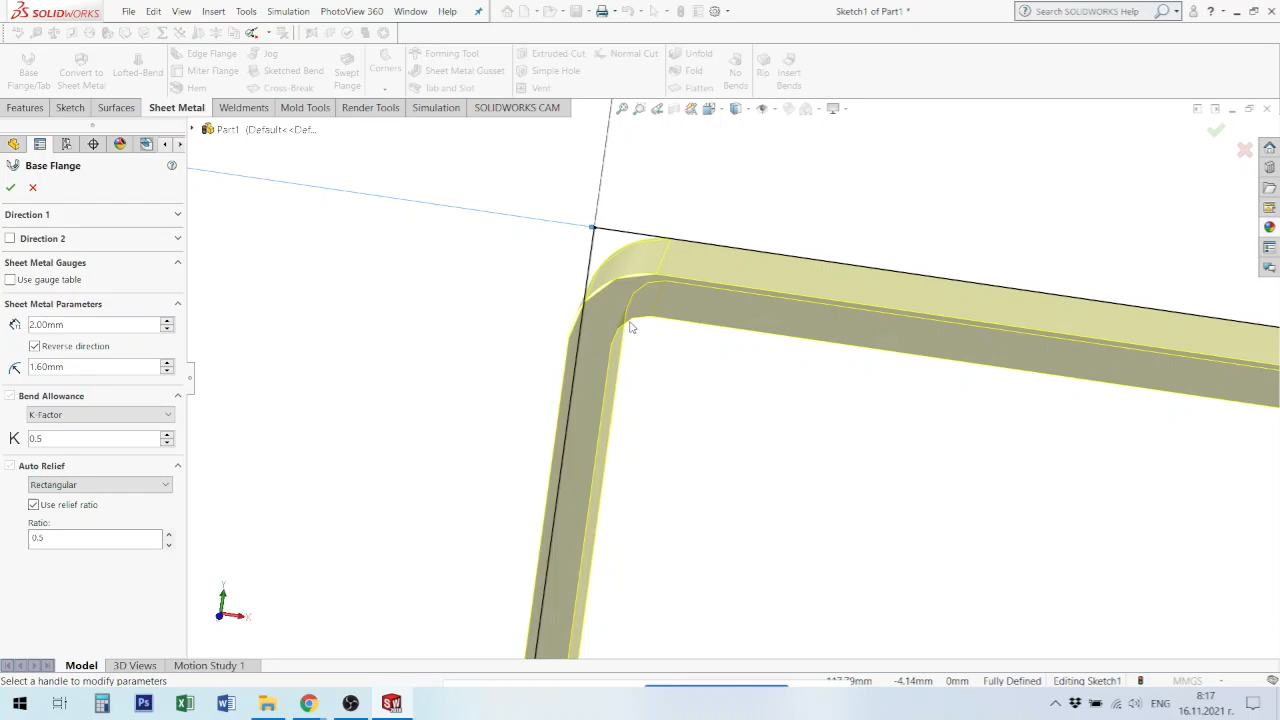 SOLIDWORKS
File Edit View Insert Tools Simulation PhotoView 360 Window Help
Sketch1 of Part1 *
Search SOLIDWORKS Help
Base
Flange/Tab
Convert to
Sheet Metal
Lofted-Bend
Edge Flange
Miter Flange
Hem
Jog
Sketched Bend
Cross-Break
Swept
Flange
Corners
Forming Tool
Sheet Metal Gusset
Tab and Slot
Extruded Cut
Simple Hole
Vent
Normal Cut
Unfold
Fold
Flatten
No
Bends
Rip
Insert
Bends
Features Sketch Surfaces Sheet Metal Weldments Mold Tools Render Tools Simulation SOLIDWORKS CAM
Part1 (Default<<Def...
Base Flange
Direction 1
Direction 2
Sheet Metal Gauges
Use gauge table
Sheet Metal Parameters
2.00mm
Reverse direction
1.60mm
Bend Allowance
K-Factor
K 0.5
Auto Relief
Rectangular
Use relief ratio
Ratio:
0.5
Y
Model 3D Views Motion Study 1
Select a handle to modify parameters
-4.14mm 0mm Fully Defined Editing Sketch1 MMGS
ENG
8:17
16.11.2021 г.